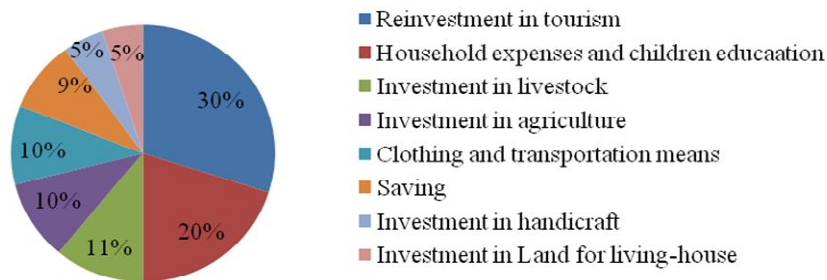 5%
5%
30%
9%
10%
10%
20%
11%
Reinvestment in tourism
Household expenses and children educaation
Investment in livestock
Investment in agriculture
Clothing and transportation means
Saving
Investment in handicraft
Investment in Land for living-house